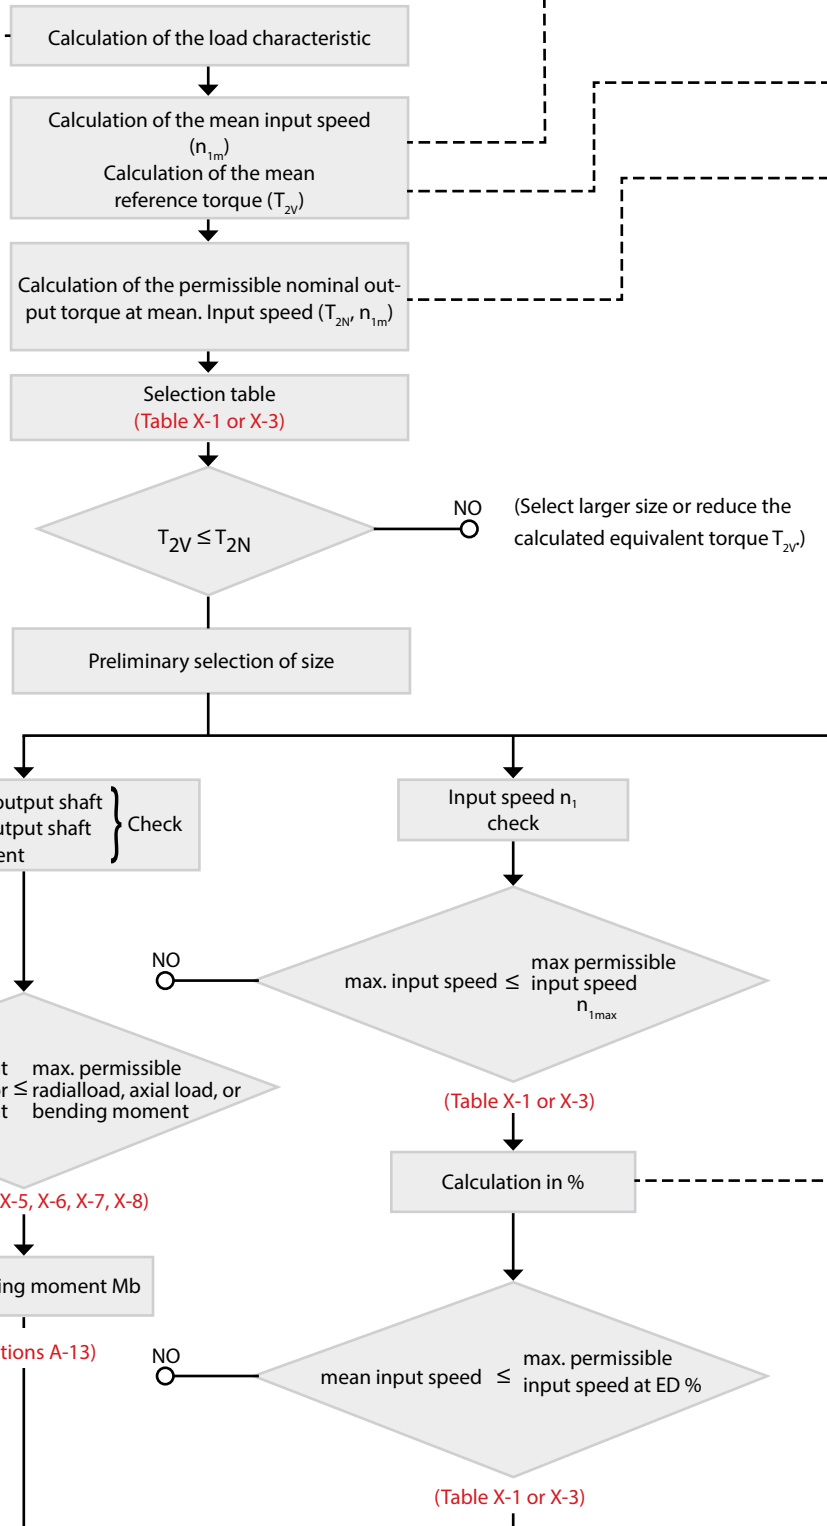 Calculation of the load characteristic
Calculation of the mean input speed
(n1m)
Calculation of the mean
reference torque (T2V)
Calculation of the permissible nominal out-
put torque at mean. Input speed (T2N, n1m)
Selection table
(Table X-1 or X-3)
T2V ≤ T2N
NO
(Select larger size or reduce the
calculated equivalent torque T2V.)
Preliminary selection of size
output shaft
utput shaft
ent
} Check
Input speed n1
check
NO
max. input speed ≤
max permissible
input speed
n1max
(Table X-1 or X-3)
t max. permissible
r ≤ radialload, axial load, or
t bending moment
X-5, X-6, X-7, X-8)
Calculation in %
ing moment Mb
tions A-13)
NO
mean input speed ≤
max. permissible
input speed at ED %
(Table X-1 or X-3)